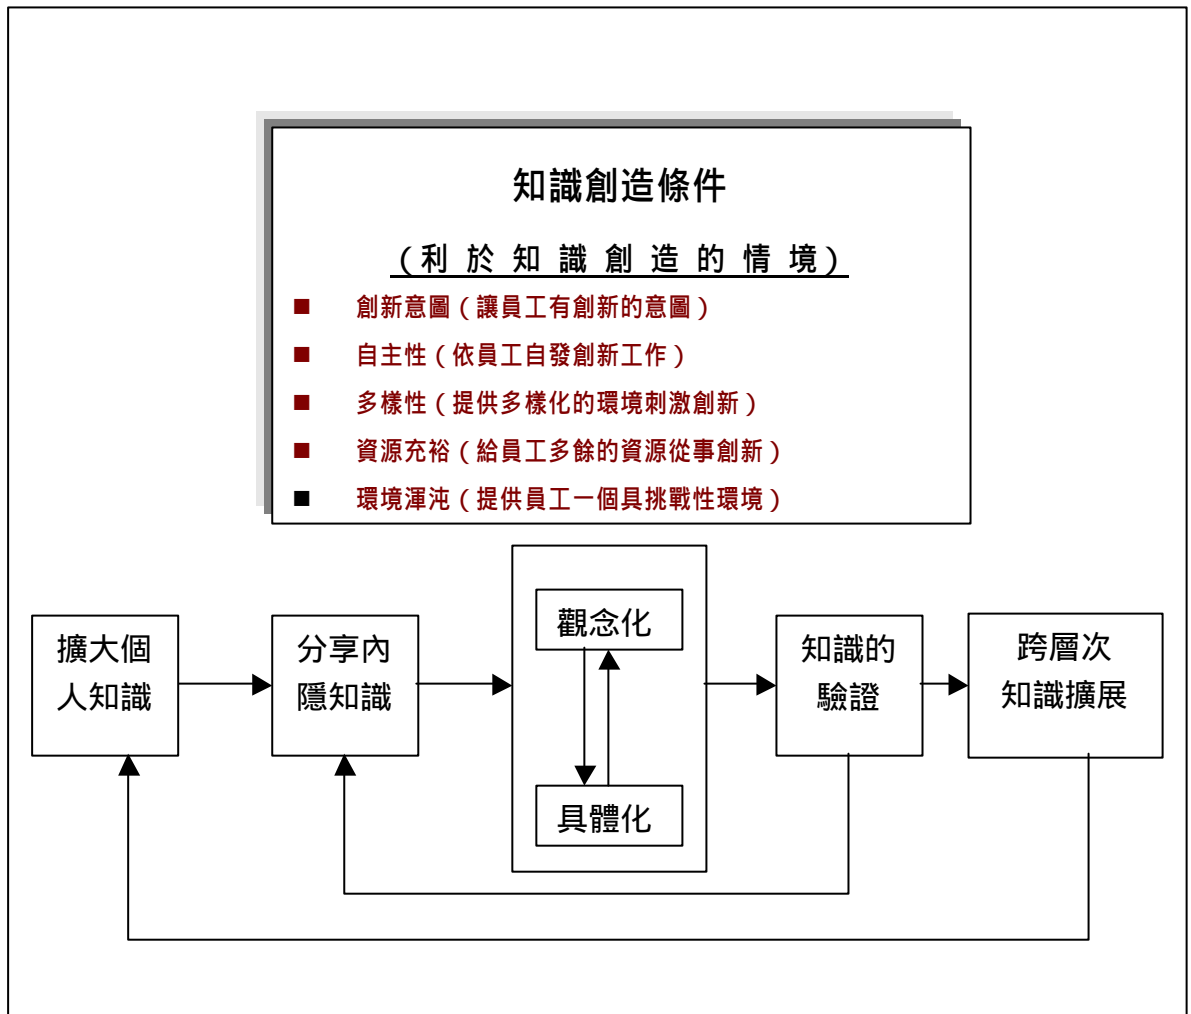 知識創造條件
(利於知識創造的情境)
■ 創新意圖(讓員工有創新的意圖)
■ 自主性(依員工自發創新工作)
■ 多樣性(提供多樣化的環境刺激創新)
■ 資源充裕(給員工多餘的資源從事創新)
■ 環境渾沌(提供員工一個具挑戰性環境)
擴大個
人知識
分享內
隱知識
觀念化
具體化
知識的
驗證
跨層次
知識擴展